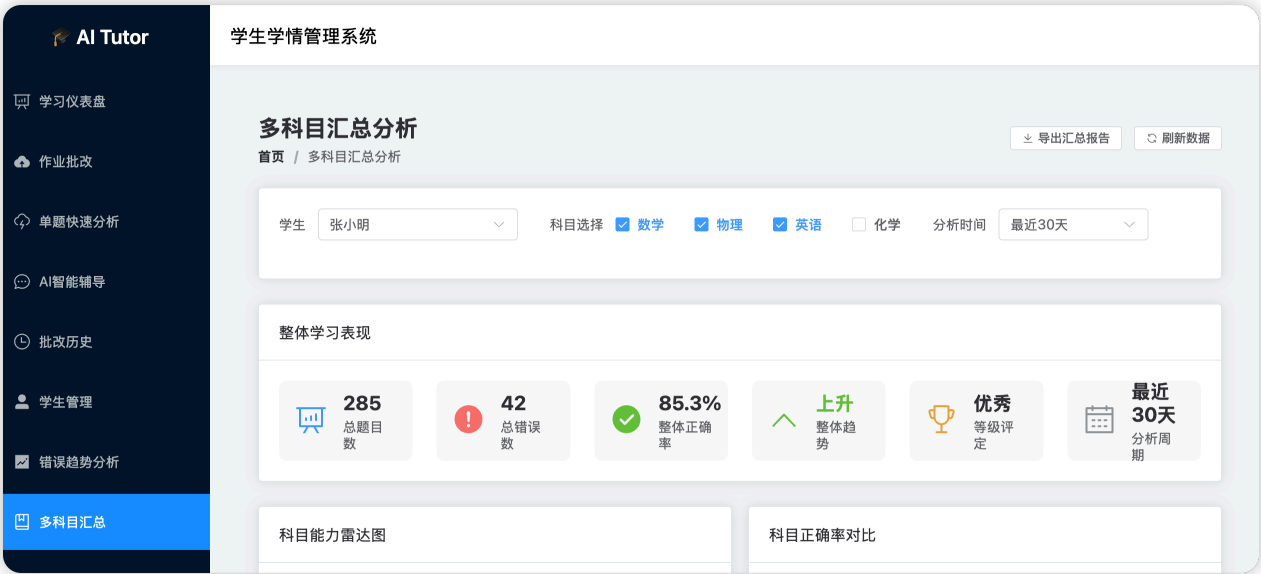 AI Tutor
学生学情管理系统
学习仪表盘
作业批改
单题快速分析
AI智能辅导
批改历史
学生管理
错误趋势分析
多科目汇总
多科目汇总分析
首页 / 多科目汇总分析
导出汇总报告
刷新数据
学生
张小明
科目选择
数学
物理
英语
化学
分析时间
最近30天
整体学习表现
285
总题目
数
42
总错误
数
85.3%
整体正确
率
上升
整体趋
势
优秀
等级评
定
最近
30天
分析周
期
科目能力雷达图
科目正确率对比